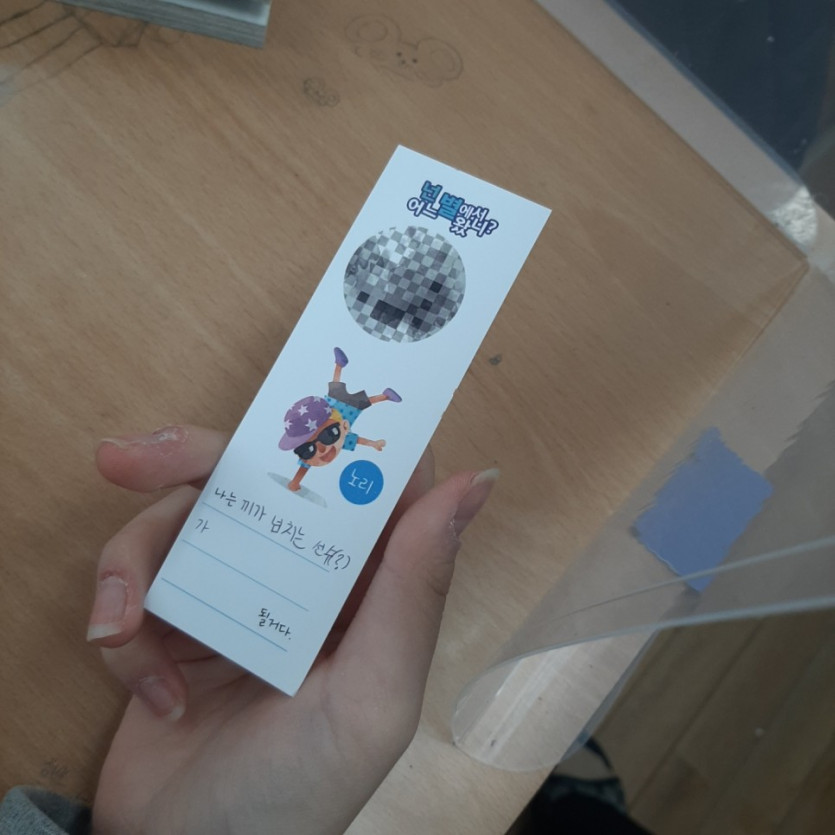 넌 별에서
어느 왔니?
노리
나는 끼가 넘치는 선수(?)
가
될거다.